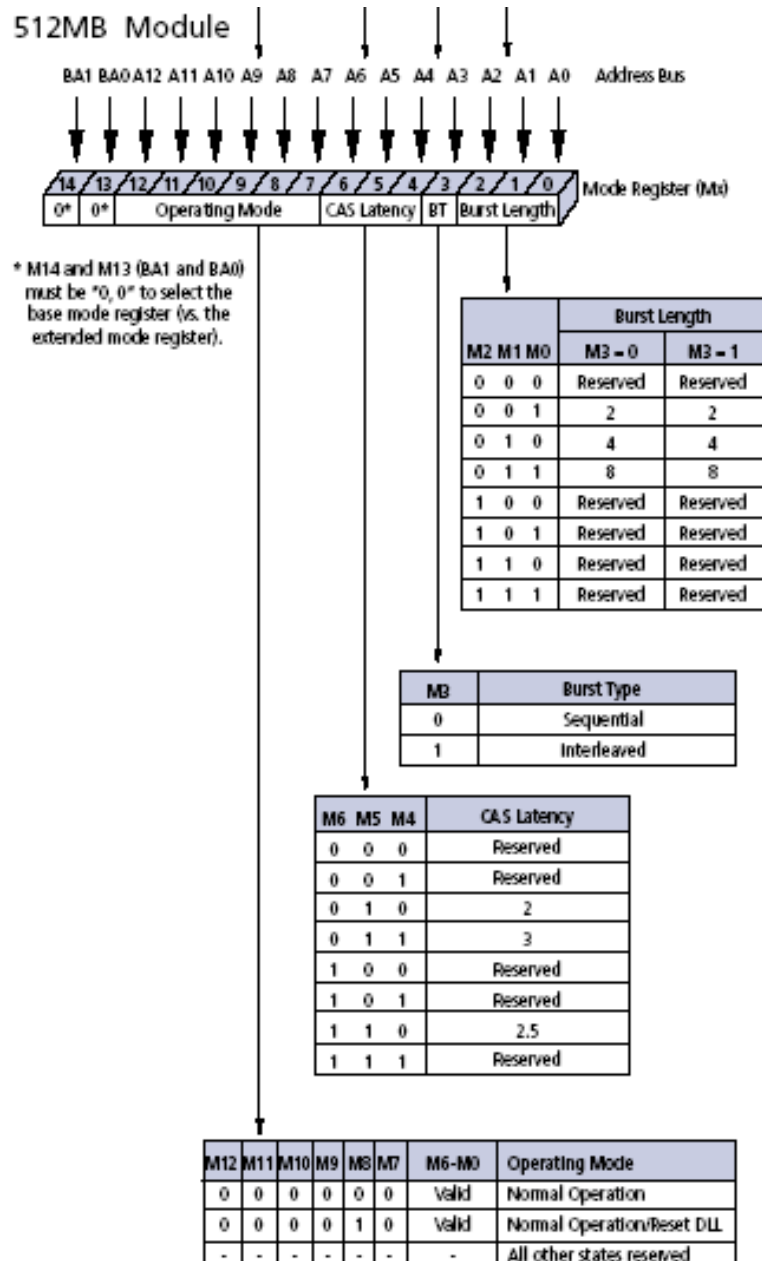 512MB Module
BA1 BA0 A12 A11 A10 A9 A8 A7 A6 A5 A4 A3 A2 A1 A0 Address Bus
14 13 12 11 10 9 8 7 6 5 4 3 2 1 0 Mode Register (Mx)
0* 0* Operating Mode CAS Latency BT Burst Length
* M14 and M13 (BA1 and BA0)
must be "0, 0" to select the
base mode register (vs. the
extended mode register).
Burst Length
M2 M1 M0 M3 = 0 M3 = 1
0 0 0 Reserved Reserved
0 0 1 2 2
0 1 0 4 4
0 1 1 8 8
1 0 0 Reserved Reserved
1 0 1 Reserved Reserved
1 1 0 Reserved Reserved
1 1 1 Reserved Reserved
M3 Burst Type
0 Sequential
1 Interleaved
M6 M5 M4 CAS Latency
0 0 0 Reserved
0 0 1 Reserved
0 1 0 2
0 1 1 3
1 0 0 Reserved
1 0 1 Reserved
1 1 0 2.5
1 1 1 Reserved
M12 M11 M10 M9 M8 M7 M6-M0 Operating Mode
0 0 0 0 0 0 Valid Normal Operation
0 0 0 0 1 0 Valid Normal Operation/Reset DLL
- - - - - - - All other states reserved